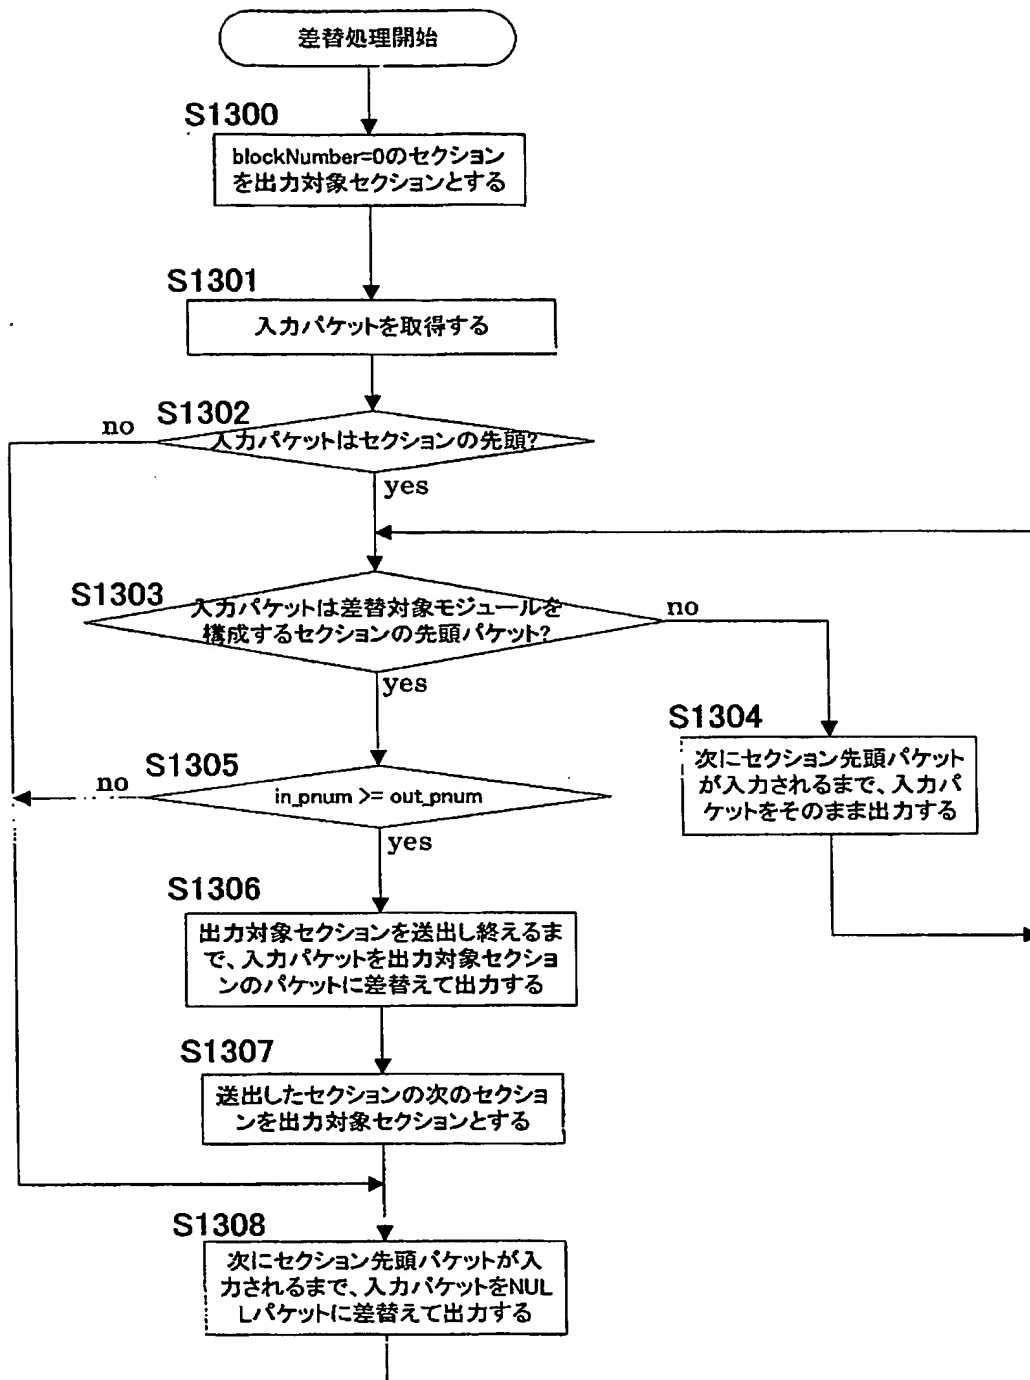 差替処理開始
S1300
blockNumber=0のセクション
を出力対象セクションとする
S1301
入力パケットを取得する
S1302
no
入力パケットはセクションの先頭?
yes
S1303
入力パケットは差替対象モジュールを
構成するセクションの先頭パケット?
no
yes
S1304
次にセクション先頭パケット
が入力されるまで、入力パ
ケットをそのまま出力する
S1305
no
in_pnum >= out_pnum
yes
S1306
出力対象セクションを送出し終えるま
で、入力パケットを出力対象セクショ
ンのパケットに差替えて出力する
S1307
送出したセクションの次のセクショ
ンを出力対象セクションとする
S1308
次にセクション先頭パケットが入
力されるまで、入力パケットをNUL
Lパケットに差替えて出力する